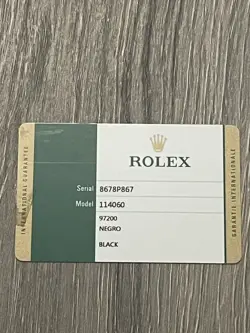 ROLEX
Serial 8678P867
Model 114060
97200
NEGRO
BLACK
INTERNATIONAL GUARANTEE
GARANTIE INTERNATIONALE